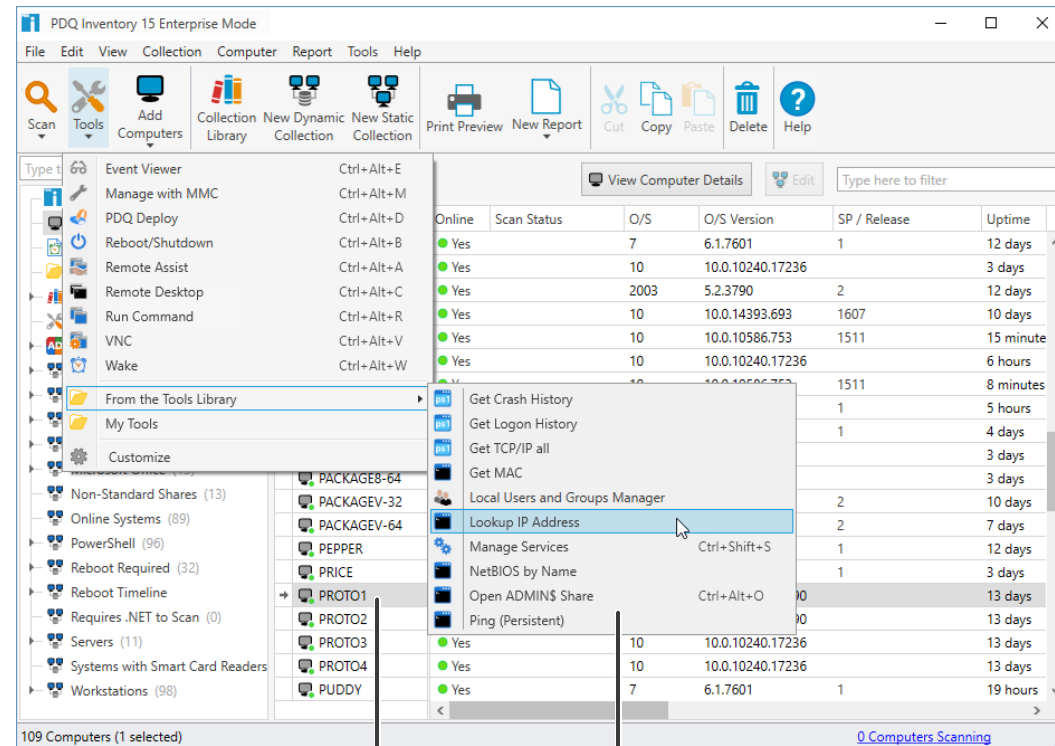 PDQ Inventory 15 Enterprise Mode
File Edit View Collection Computer Report Tools Help
Scan Tools Add Computers Collection Library New Dynamic Collection New Static Collection Print Preview New Report Cut Copy Paste Delete Help
Type t
View Computer Details Edit Type here to filter
Event Viewer Ctrl+Alt+E
Manage with MMC Ctrl+Alt+M
PDQ Deploy Ctrl+Alt+D
Reboot/Shutdown Ctrl+Alt+B
Remote Assist Ctrl+Alt+A
Remote Desktop Ctrl+Alt+C
Run Command Ctrl+Alt+R
VNC Ctrl+Alt+V
Wake Ctrl+Alt+W
From the Tools Library
My Tools
Customize
Online Scan Status O/S O/S Version SP / Release Uptime
Yes 7 6.1.7601 1 12 days
Yes 10 10.0.10240.17236 3 days
Yes 2003 5.2.3790 2 12 days
Yes 10 10.0.14393.693 1607 10 days
Yes 10 10.0.10586.753 1511 15 minute
Yes 10 10.0.10240.17236 6 hours
1511 8 minutes
1 5 hours
1 4 days
3 days
3 days
2 10 days
2 7 days
1 12 days
1 3 days
90 13 days
90 13 days
Get Crash History
Get Logon History
Get TCP/IP all
Get MAC
Local Users and Groups Manager
Lookup IP Address
Manage Services Ctrl+Shift+S
NetBIOS by Name
Open ADMIN$ Share Ctrl+Alt+O
Ping (Persistent)
Non-Standard Shares (13)
Online Systems (89)
PowerShell (96)
Reboot Required (32)
Reboot Timeline
Requires .NET to Scan (0)
Servers (11)
Systems with Smart Card Readers
Workstations (98)
PACKAGE8-64
PACKAGEV-32
PACKAGEV-64
PEPPER
PRICE
PROTO1
PROTO2
PROTO3 Yes 10 10.0.10240.17236 13 days
PROTO4 Yes 10 10.0.10240.17236 13 days
PUDDY Yes 7 6.1.7601 1 19 hours
109 Computers (1 selected) 0 Computers Scanning